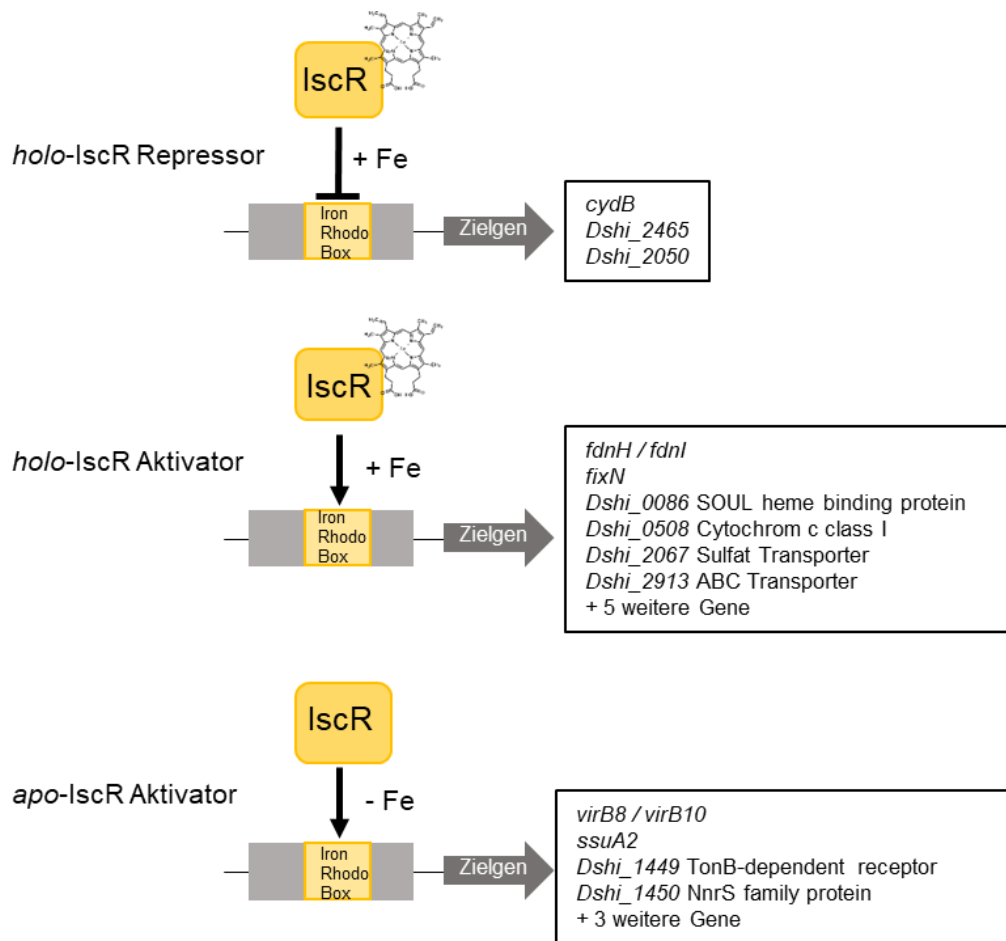 IscR
holo-IscR Repressor
+ Fe
Iron
Rhodo
Box
Zielgen
cydB
Dshi_2465
Dshi_2050
IscR
holo-IscR Aktivator
+ Fe
Iron
Rhodo
Box
Zielgen
fdnH / fdnI
fixN
Dshi_0086 SOUL heme binding protein
Dshi_0508 Cytochrom c class I
Dshi_2067 Sulfat Transporter
Dshi_2913 ABC Transporter
+ 5 weitere Gene
IscR
apo-IscR Aktivator
- Fe
Iron
Rhodo
Box
Zielgen
virB8 / virB10
ssuA2
Dshi_1449 TonB-dependent receptor
Dshi_1450 NnrS family protein
+ 3 weitere Gene